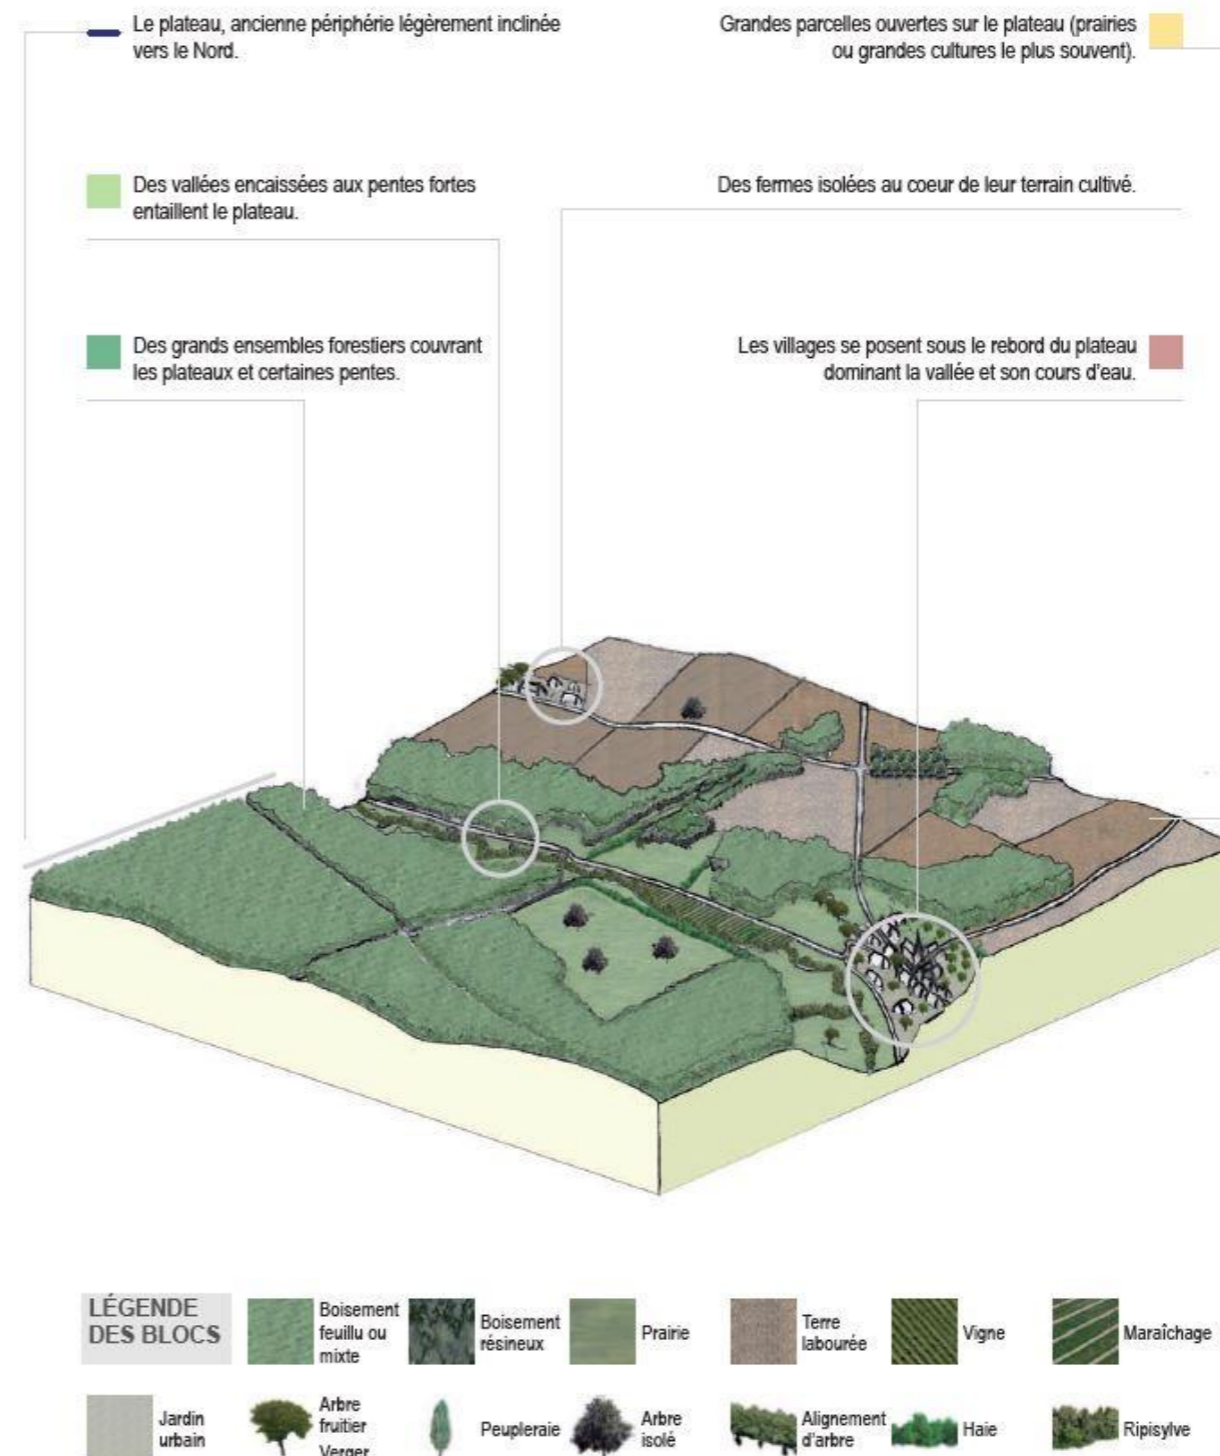 Le plateau, ancienne périphérie légèrement inclinée
vers le Nord.
Grandes parcelles ouvertes sur le plateau (prairies
ou grandes cultures le plus souvent).
Des vallées encaissées aux pentes fortes
entaillent le plateau.
Des fermes isolées au coeur de leur terrain cultivé.
Des grands ensembles forestiers couvrant
les plateaux et certaines pentes.
Les villages se posent sous le rebord du plateau
dominant la vallée et son cours d'eau.
LÉGENDE
DES BLOCS
Boisement
feuillu ou
mixte
Boisement
résineux
Prairie
Terre
labourée
Vigne
Maraîchage
Jardin
urbain
Arbre
fruitier
Verger
Peupleraie
Arbre
isolé
Alignement
d'arbre
Haie
Ripisylve